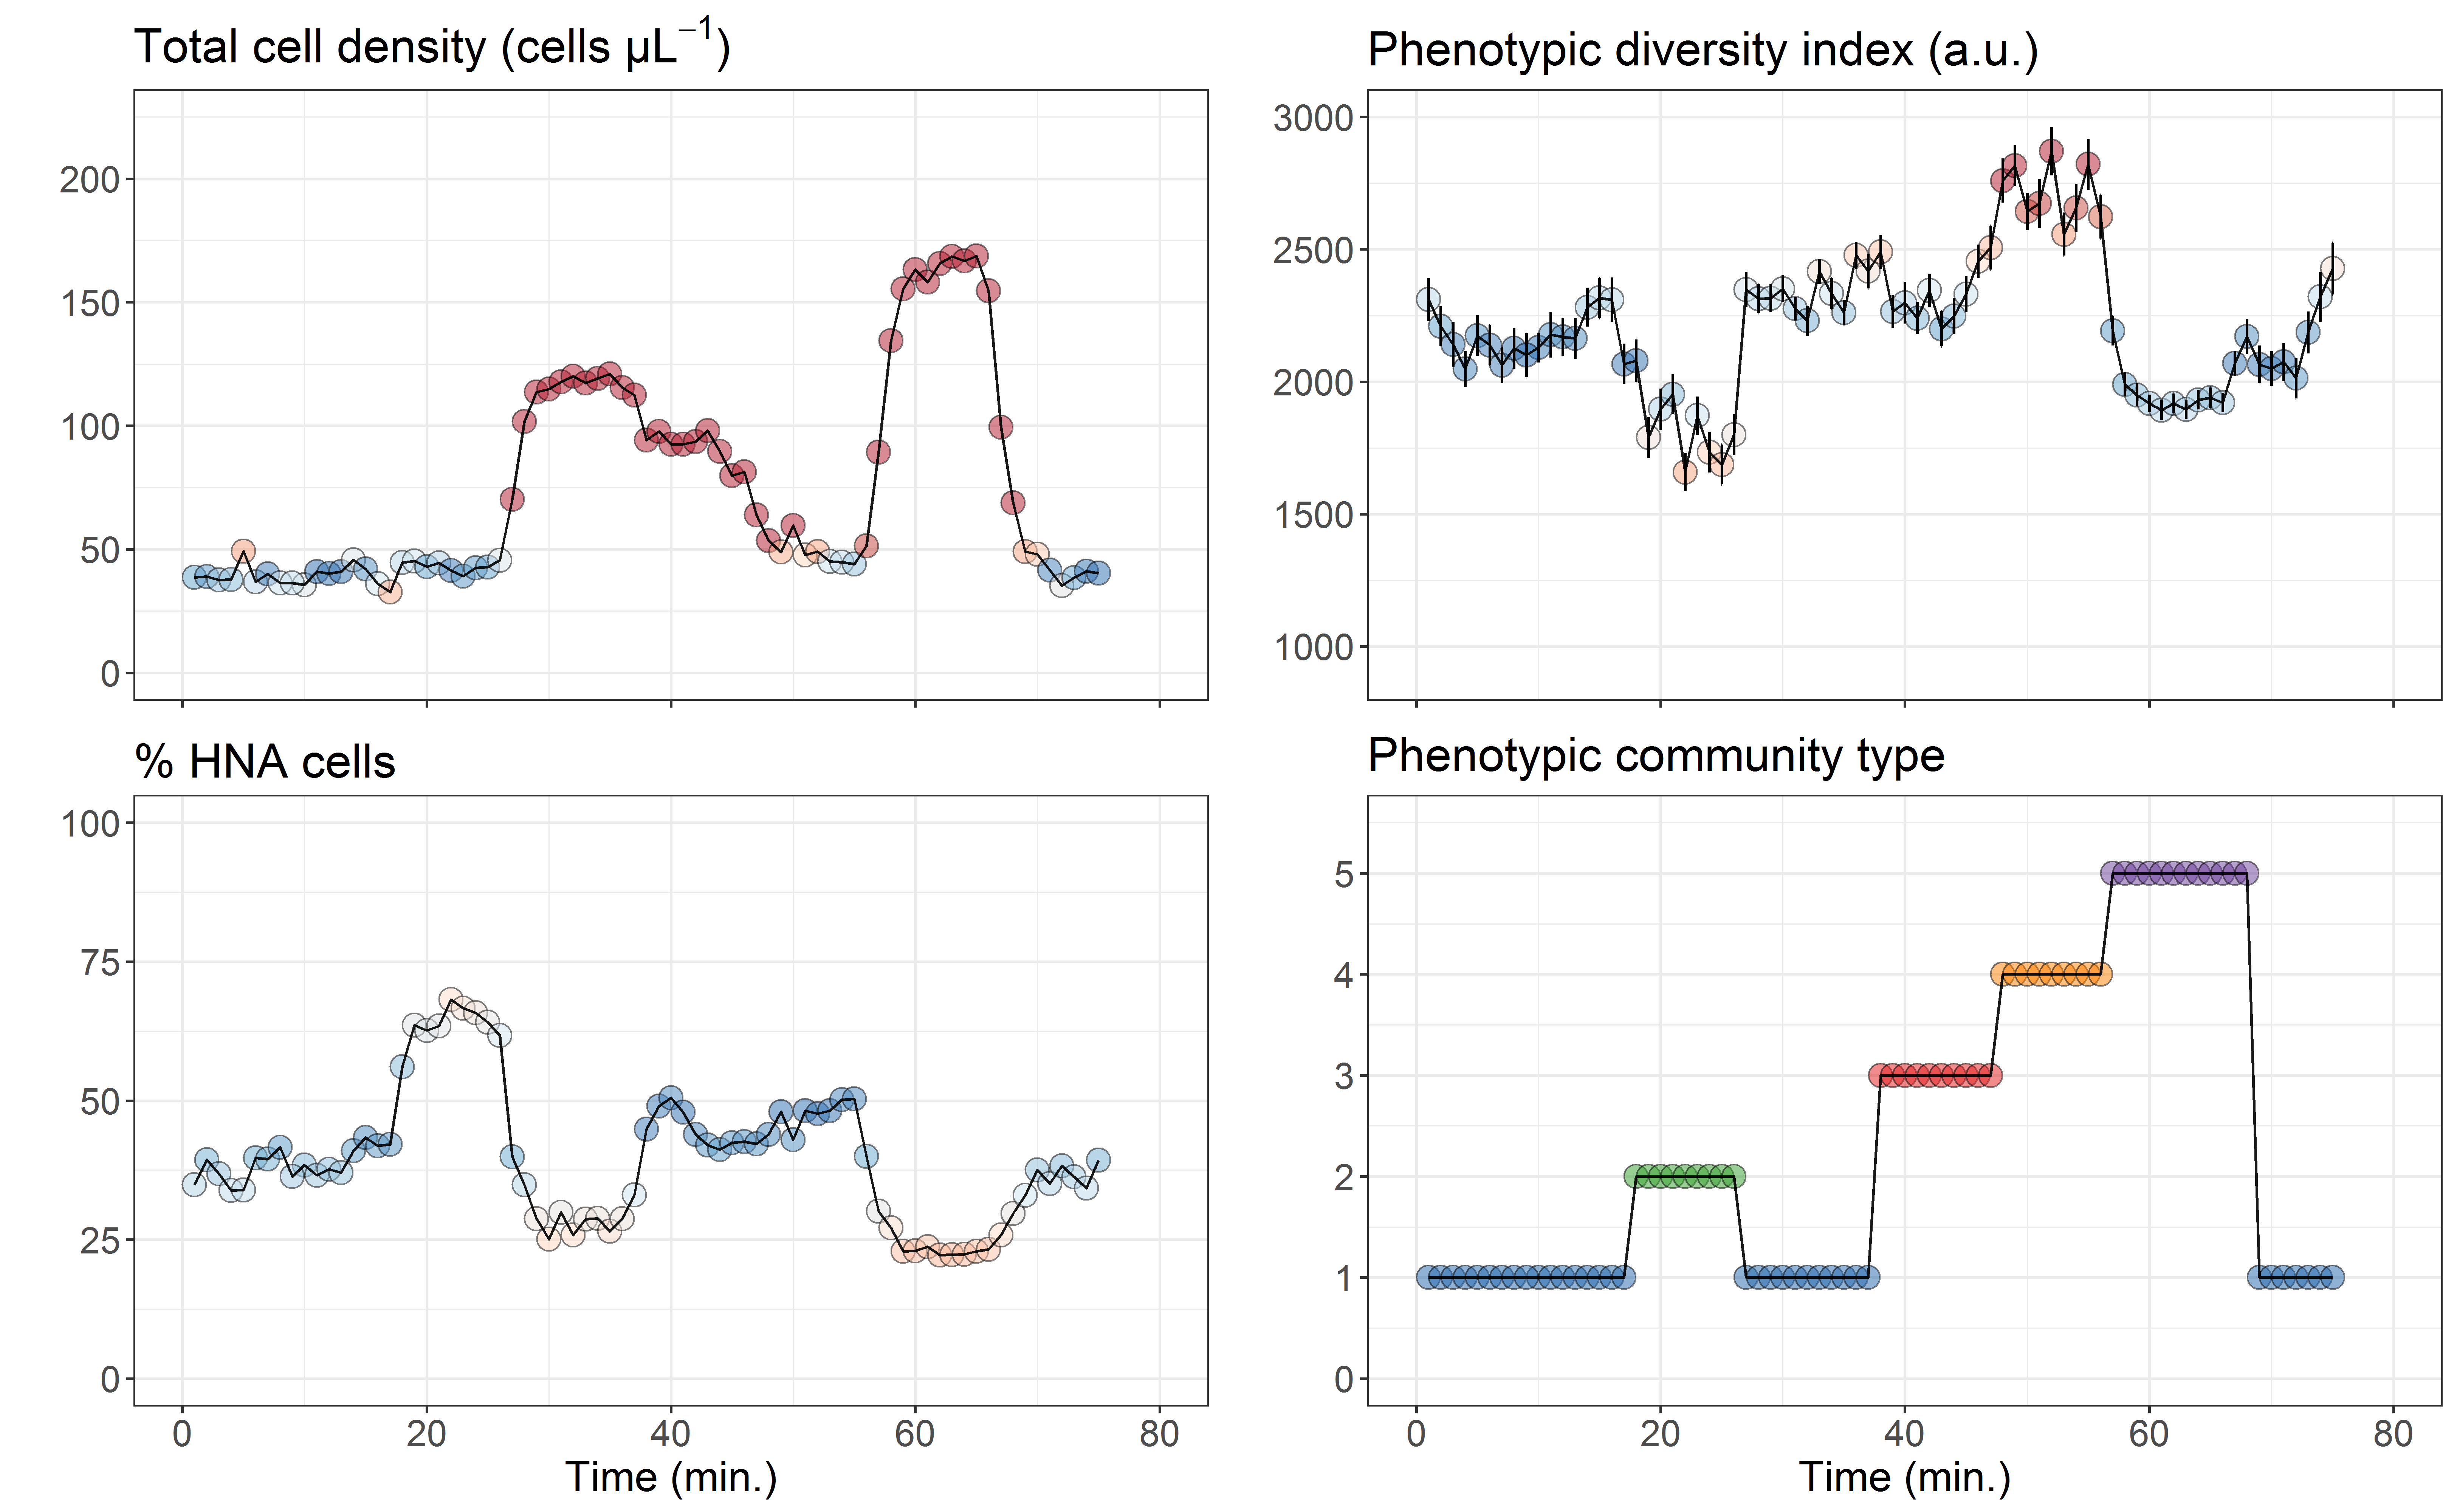 Total cell density (cells µL⁻¹)
200
150
100
50
0
Phenotypic diversity index (a.u.)
3000
2500
2000
1500
1000
% HNA cells
100
75
50
25
0
0 20 40 60 80
Time (min.)
Phenotypic community type
5
4
3
2
1
0
0 20 40 60 80
Time (min.)